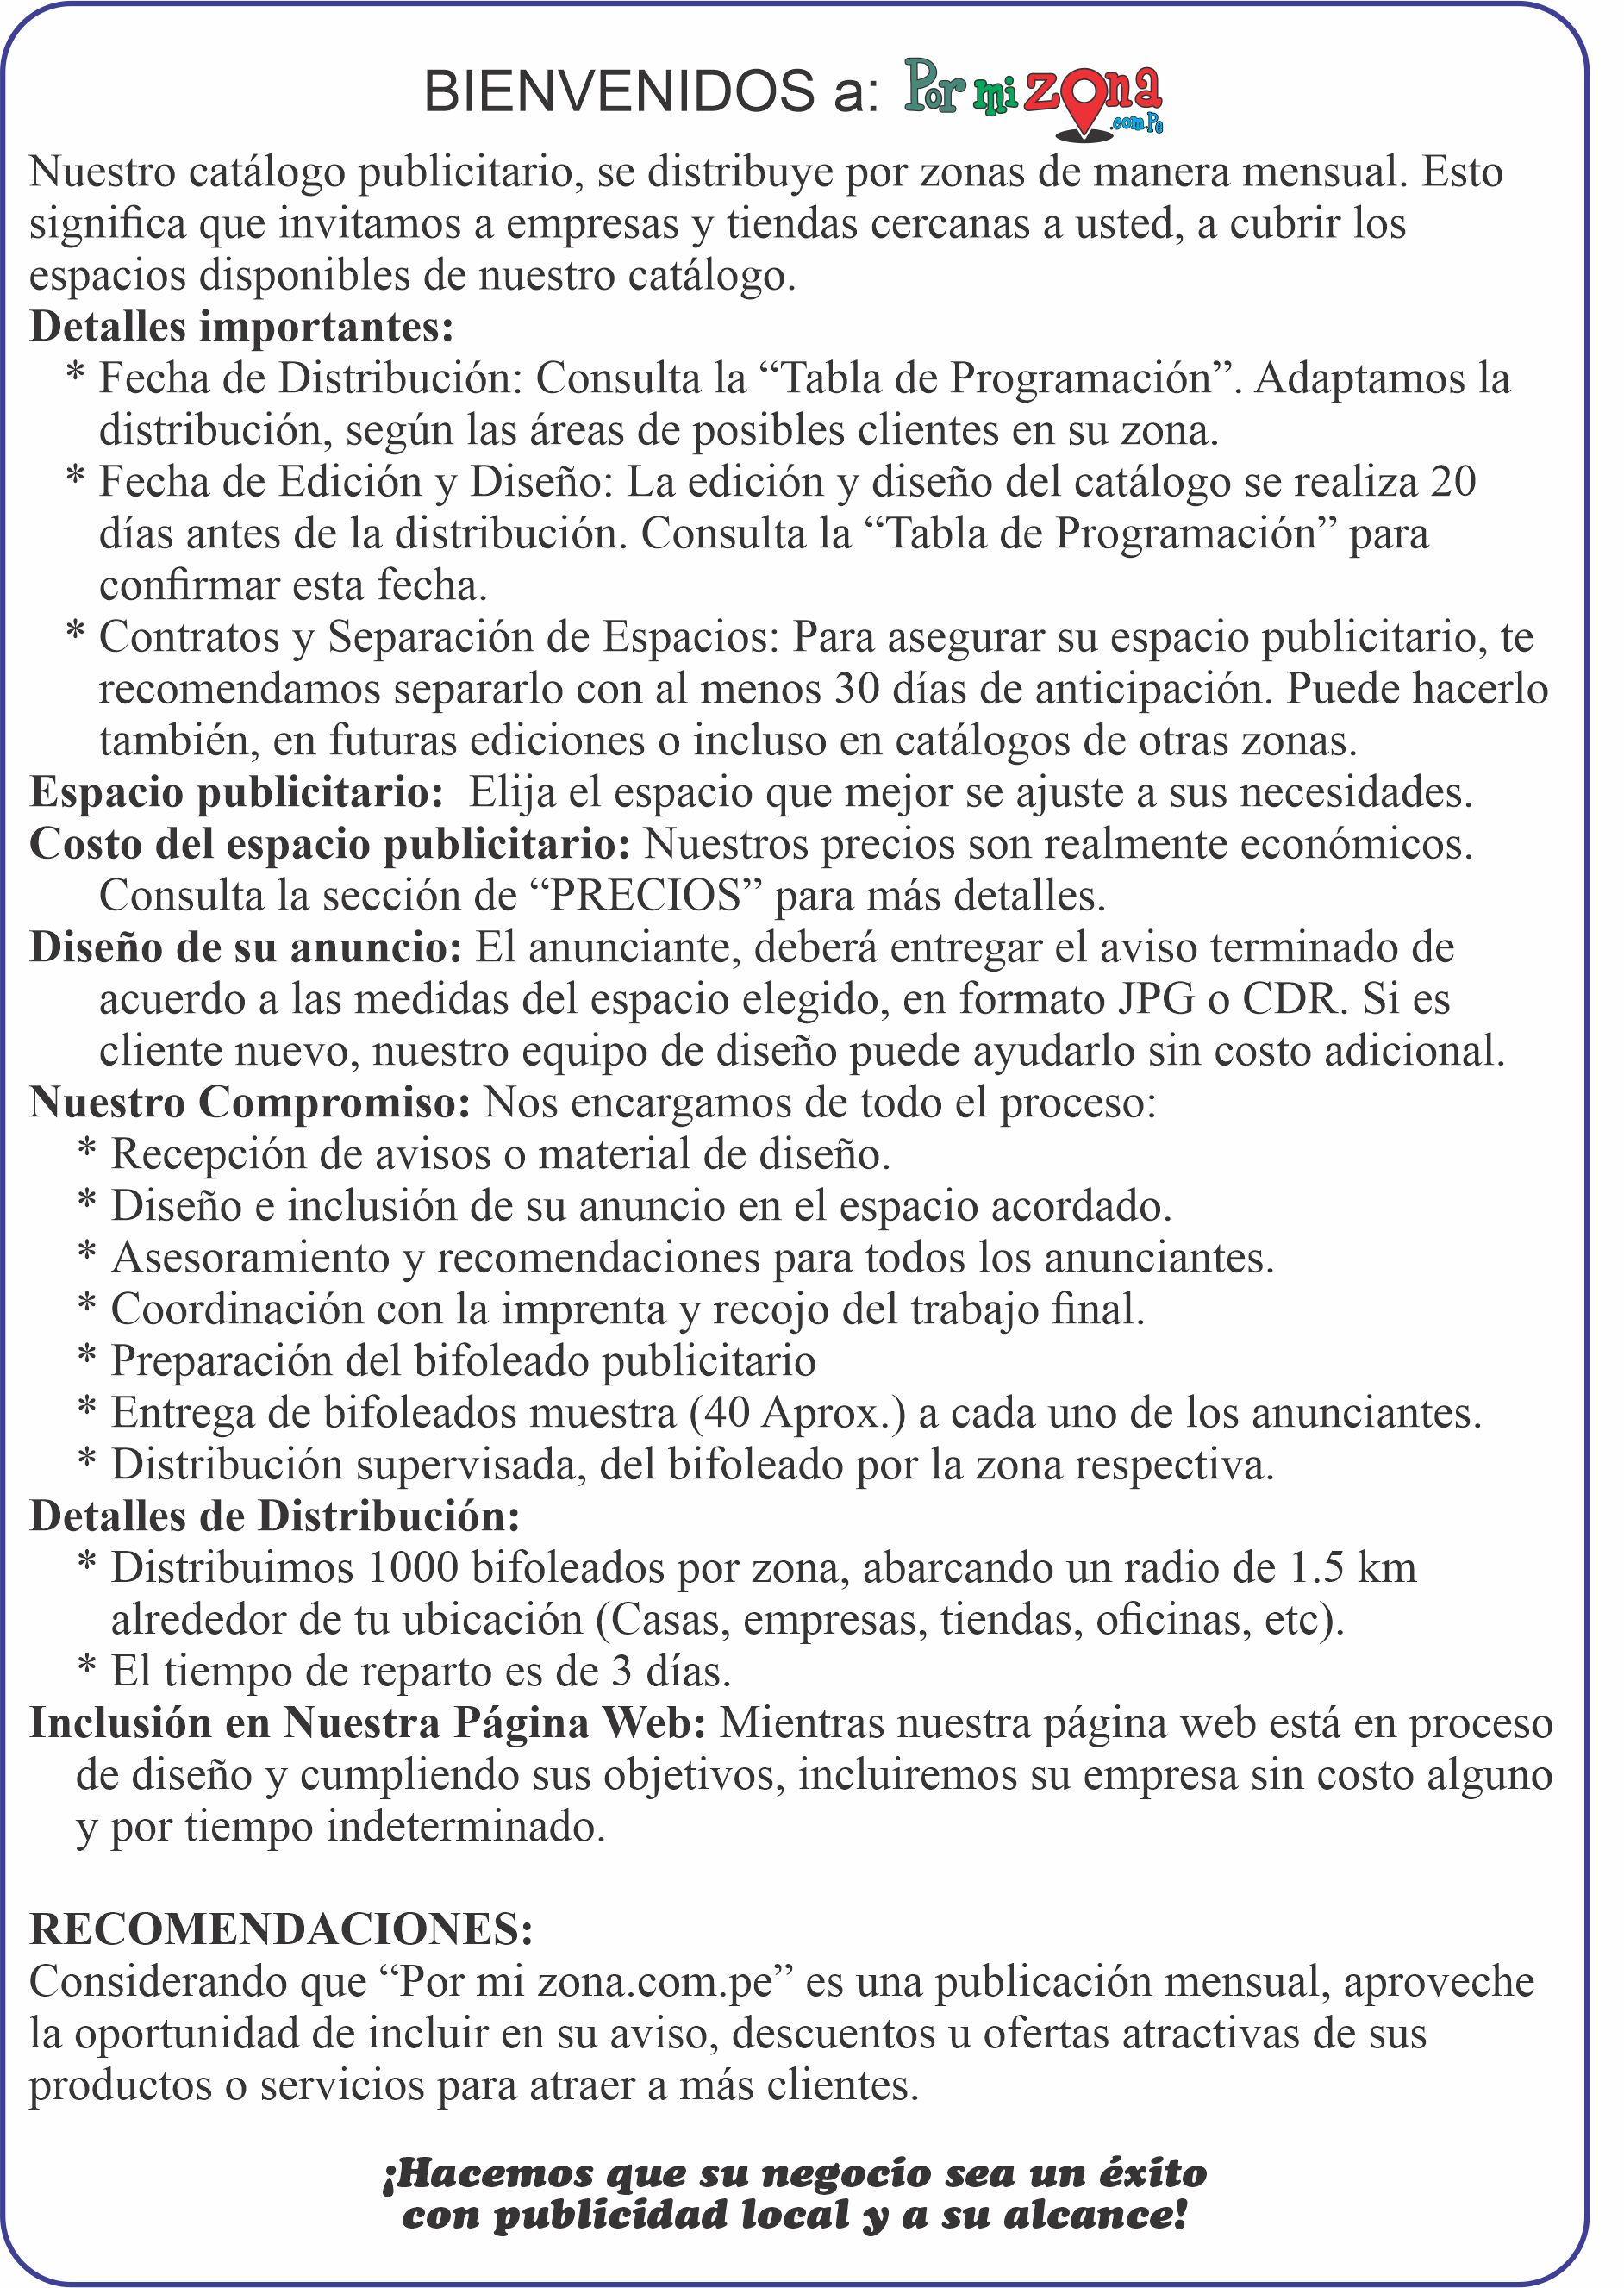 BIENVENIDOS a: Por mi zona .com.Pe
Nuestro catálogo publicitario, se distribuye por zonas de manera mensual. Esto
significa que invitamos a empresas y tiendas cercanas a usted, a cubrir los
espacios disponibles de nuestro catálogo.
Detalles importantes:
* Fecha de Distribución: Consulta la “Tabla de Programación”. Adaptamos la
distribución, según las áreas de posibles clientes en su zona.
* Fecha de Edición y Diseño: La edición y diseño del catálogo se realiza 20
días antes de la distribución. Consulta la “Tabla de Programación” para
confirmar esta fecha.
* Contratos y Separación de Espacios: Para asegurar su espacio publicitario, te
recomendamos separarlo con al menos 30 días de anticipación. Puede hacerlo
también, en futuras ediciones o incluso en catálogos de otras zonas.
Espacio publicitario: Elija el espacio que mejor se ajuste a sus necesidades.
Costo del espacio publicitario: Nuestros precios son realmente económicos.
Consulta la sección de “PRECIOS” para más detalles.
Diseño de su anuncio: El anunciante, deberá entregar el aviso terminado de
acuerdo a las medidas del espacio elegido, en formato JPG o CDR. Si es
cliente nuevo, nuestro equipo de diseño puede ayudarlo sin costo adicional.
Nuestro Compromiso: Nos encargamos de todo el proceso:
* Recepción de avisos o material de diseño.
* Diseño e inclusión de su anuncio en el espacio acordado.
* Asesoramiento y recomendaciones para todos los anunciantes.
* Coordinación con la imprenta y recojo del trabajo final.
* Preparación del bifoleado publicitario
* Entrega de bifoleados muestra (40 Aprox.) a cada uno de los anunciantes.
* Distribución supervisada, del bifoleado por la zona respectiva.
Detalles de Distribución:
* Distribuimos 1000 bifoleados por zona, abarcando un radio de 1.5 km
alrededor de tu ubicación (Casas, empresas, tiendas, oficinas, etc).
* El tiempo de reparto es de 3 días.
Inclusión en Nuestra Página Web: Mientras nuestra página web está en proceso
de diseño y cumpliendo sus objetivos, incluiremos su empresa sin costo alguno
y por tiempo indeterminado.
RECOMENDACIONES:
Considerando que “Por mi zona.com.pe” es una publicación mensual, aproveche
la oportunidad de incluir en su aviso, descuentos u ofertas atractivas de sus
productos o servicios para atraer a más clientes.
¡Hacemos que su negocio sea un éxito
con publicidad local y a su alcance!